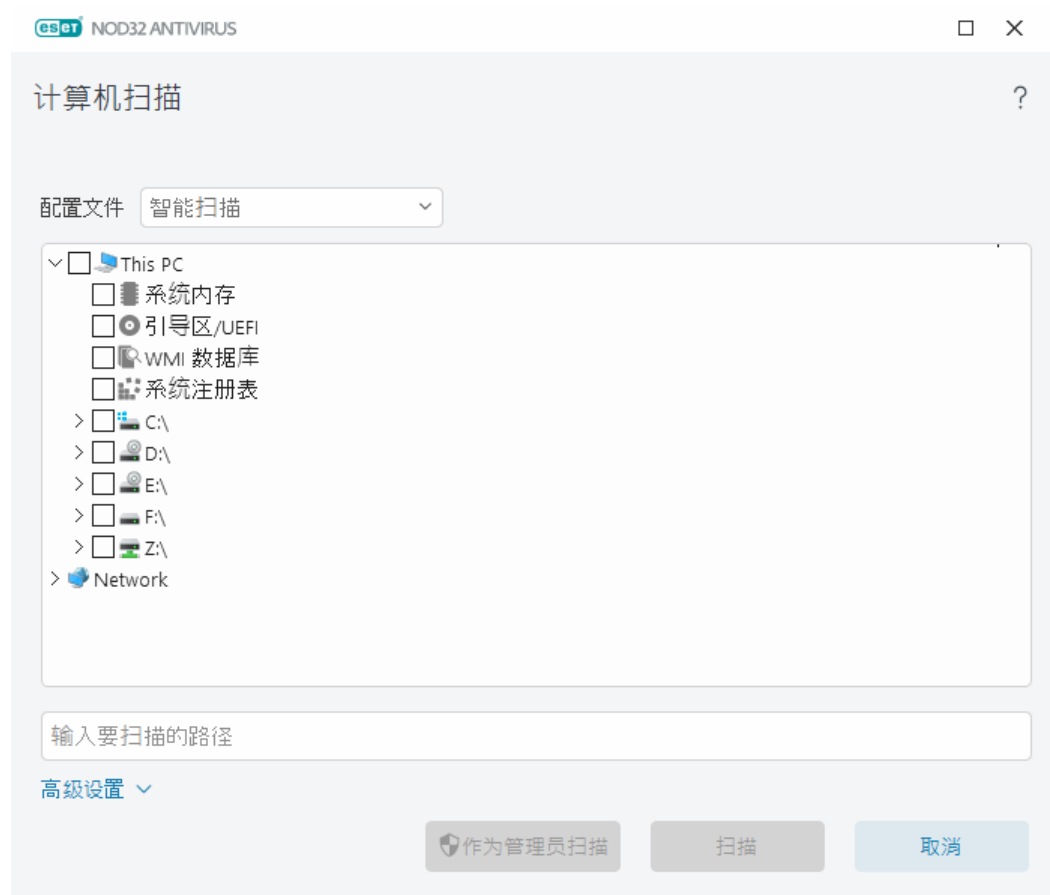 eseT NOD32 ANTIVIRUS
计算机扫描
?
配置文件 智能扫描
This PC
系统内存
引导区/UEFI
WMI 数据库
系统注册表
C:\
D:\
E:\
F:\
Z:\
Network
输入要扫描的路径
高级设置
作为管理员扫描 扫描 取消